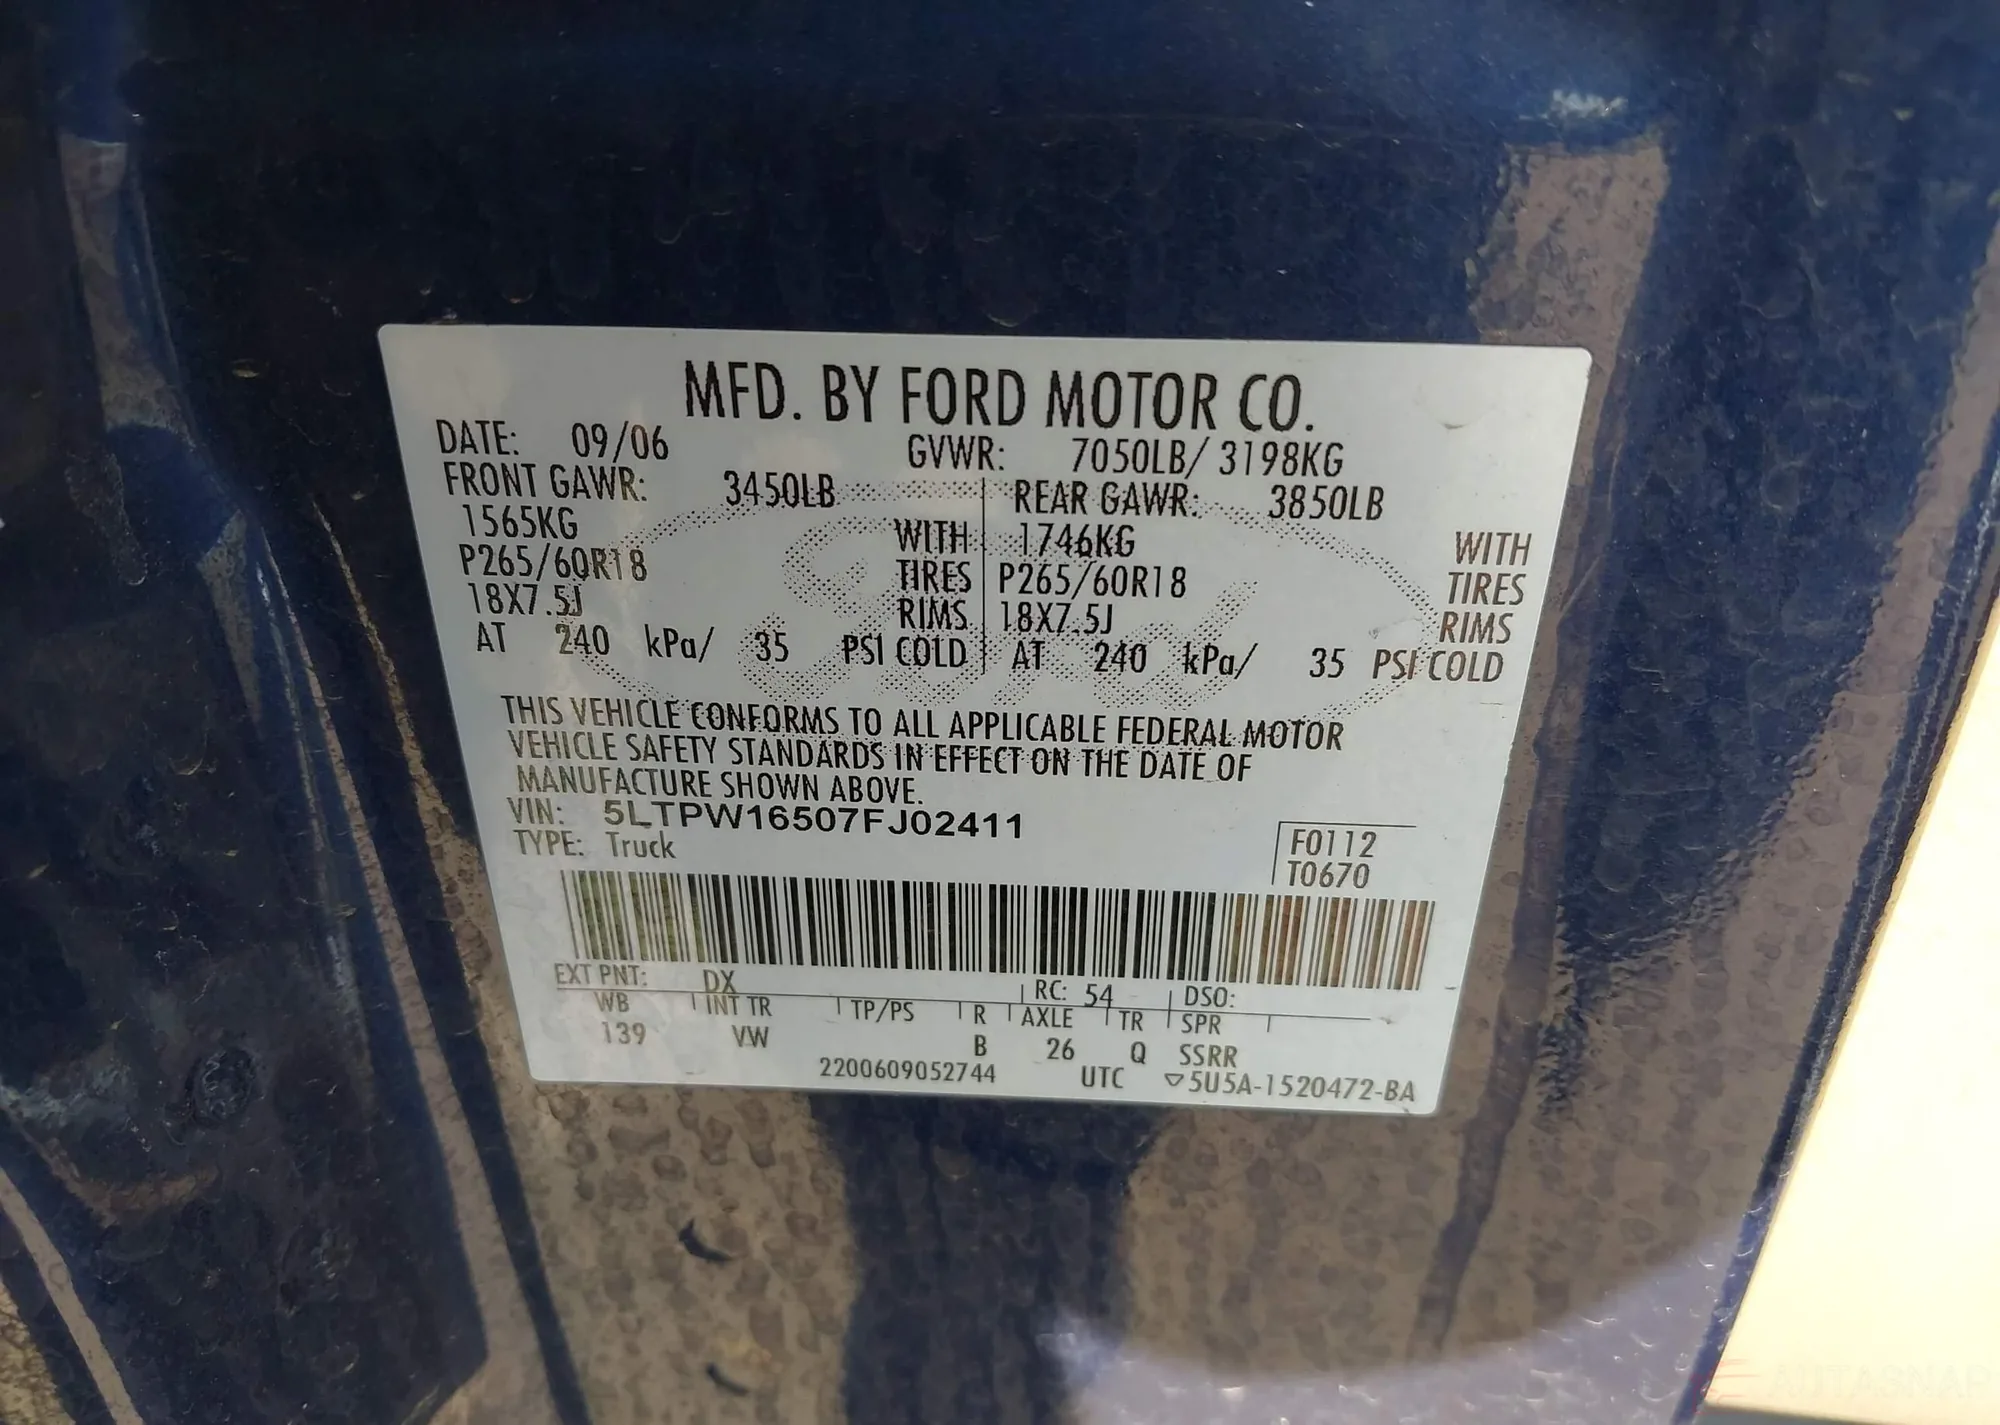 MFD. BY FORD MOTOR CO.
DATE: 09/06 GVWR: 7050LB/ 3198KG
FRONT GAWR: 3450LB REAR GAWR: 3850LB
1565KG WITH 1746KG WITH
P265/60R18 TIRES P265/60R18 TIRES
18X7.5J RIMS 18X7.5J RIMS
AT 240 kPa/ 35 PSI COLD AT 240 kPa/ 35 PSI COLD
THIS VEHICLE CONFORMS TO ALL APPLICABLE FEDERAL MOTOR
VEHICLE SAFETY STANDARDS IN EFFECT ON THE DATE OF
MANUFACTURE SHOWN ABOVE.
VIN: 5LTPW16507FJ02411
TYPE: Truck
F0112
T0670
EXT PNT: DX RC: 54 DSO:
WB INT TR TP/PS R AXLE TR SPR
139 VW B 26 Q SSRR
2200609052744 UTC ▽5U5A-1520472-BA
Ford
AUTASNAP